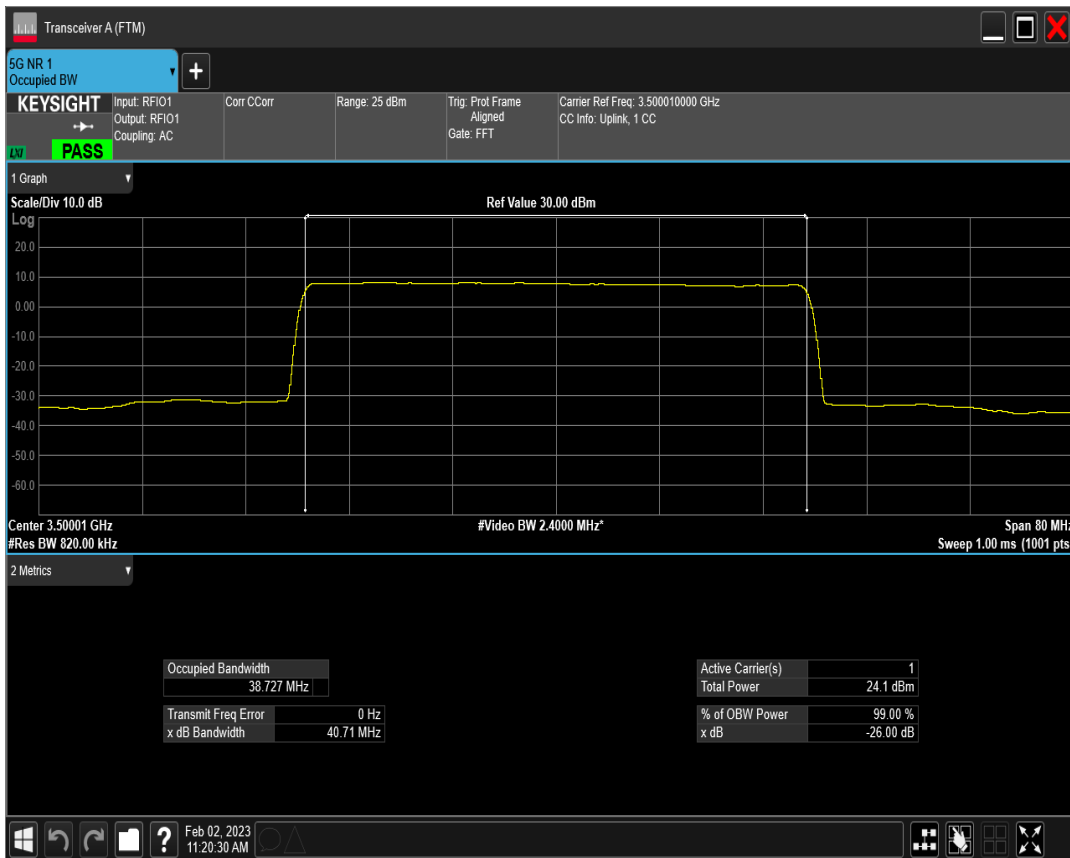 Transceiver A (FTM)
5G NR 1
Occupied BW
+
KEYSIGHT
LXI
PASS
Input: RFIO1
Output: RFIO1
Coupling: AC
Corr CCorr
Range: 25 dBm
Trig: Prot Frame
Aligned
Gate: FFT
Carrier Ref Freq: 3.500010000 GHz
CC Info: Uplink, 1 CC
1 Graph
Scale/Div 10.0 dB
Ref Value 30.00 dBm
Log
20.0
10.0
0.00
-10.0
-20.0
-30.0
-40.0
-50.0
-60.0
Center 3.50001 GHz
#Video BW 2.4000 MHz*
Span 80 MHz
#Res BW 820.00 kHz
Sweep 1.00 ms (1001 pts
2 Metrics
Occupied Bandwidth
38.727 MHz
Transmit Freq Error 0 Hz
x dB Bandwidth 40.71 MHz
Active Carrier(s) 1
Total Power 24.1 dBm
% of OBW Power 99.00 %
x dB -26.00 dB
?
Feb 02, 2023
11:20:30 AM